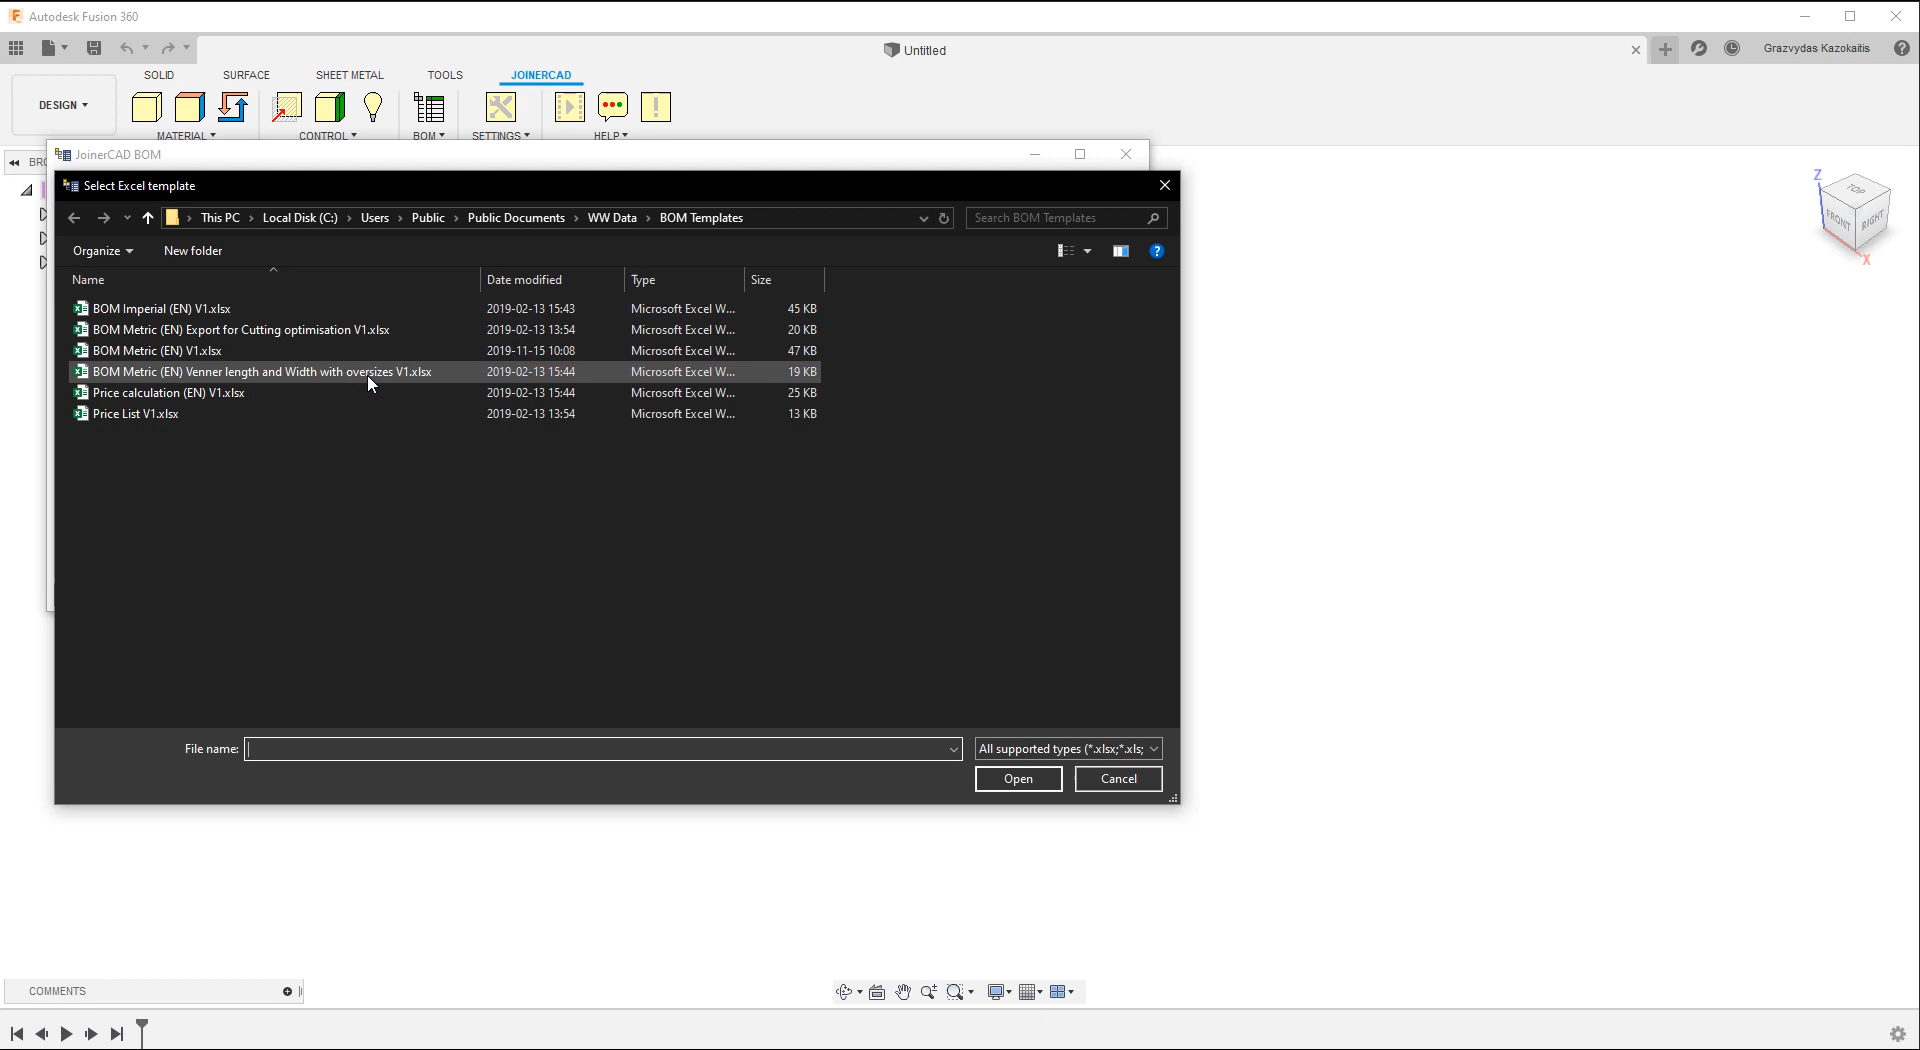 Autodesk Fusion 360
Untitled
Grazvydas Kazokaitis
SOLID SURFACE SHEET METAL TOOLS JOINERCAD
DESIGN
MATERIAL CONTROL BOM SETTINGS HELP
BRO
JoinerCAD BOM
Select Excel template
This PC Local Disk (C:) Users Public Public Documents WW Data BOM Templates
Search BOM Templates
Organize New folder
Name Date modified Type Size
BOM Imperial (EN) V1.xlsx 2019-02-13 15:43 Microsoft Excel W... 45 KB
BOM Metric (EN) Export for Cutting optimisation V1.xlsx 2019-02-13 13:54 Microsoft Excel W... 20 KB
BOM Metric (EN) V1.xlsx 2019-11-15 10:08 Microsoft Excel W... 47 KB
BOM Metric (EN) Venner length and Width with oversizes V1.xlsx 2019-02-13 15:44 Microsoft Excel W... 19 KB
Price calculation (EN) V1.xlsx 2019-02-13 15:44 Microsoft Excel W... 25 KB
Price List V1.xlsx 2019-02-13 13:54 Microsoft Excel W... 13 KB
File name:
All supported types (*.xlsx;*.xls;
Open Cancel
Z
TOP
FRONT RIGHT
X
COMMENTS